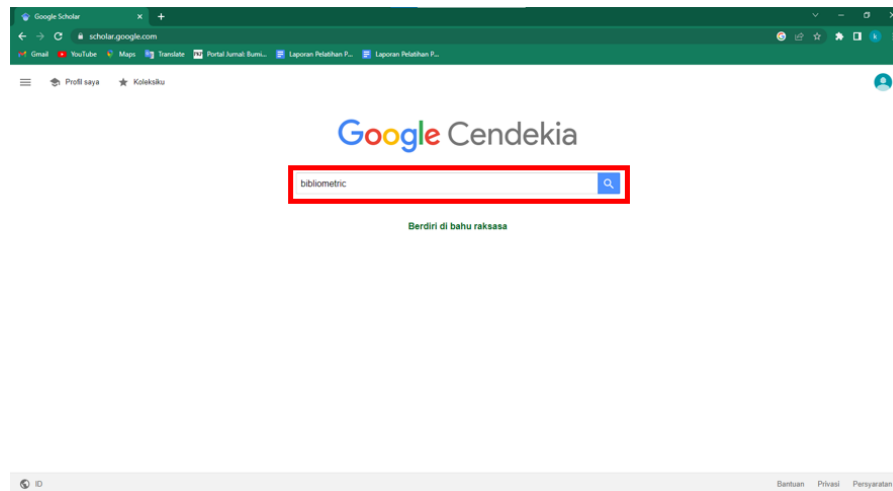 Google Scholar
scholar.google.com
Gmail YouTube Maps Translate Portal Jurnal: Bumi... Laporan Pelatihan P... Laporan Pelatihan P...
Profil saya Koleksiku
Google Cendekia
bibliometric
Berdiri di bahu raksasa
ID Bantuan Privasi Persyaratan